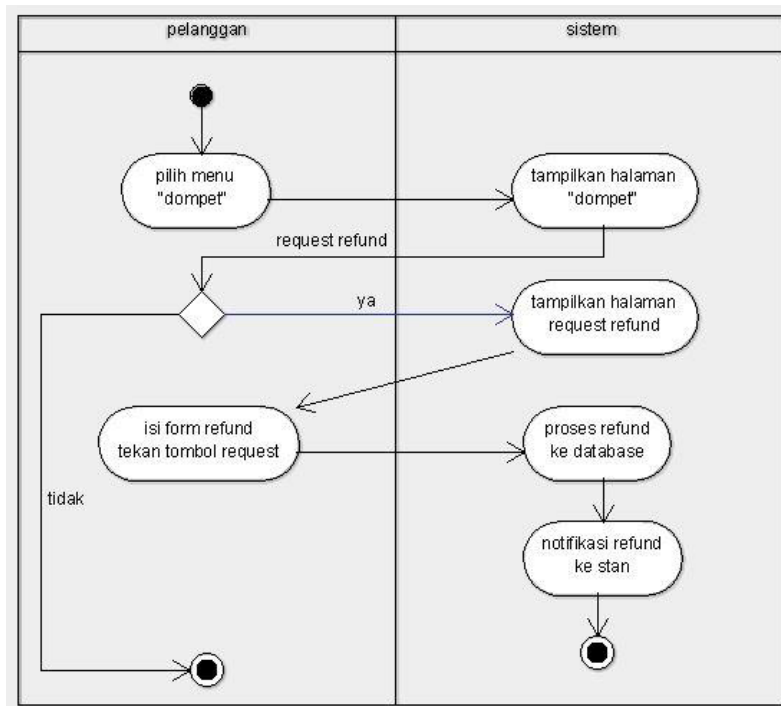 pelanggan
sistem
pilih menu
"dompet"
tampilkan halaman
"dompet"
request refund
ya
tampilkan halaman
request refund
isi form refund
tekan tombol request
proses refund
ke database
tidak
notifikasi refund
ke stan